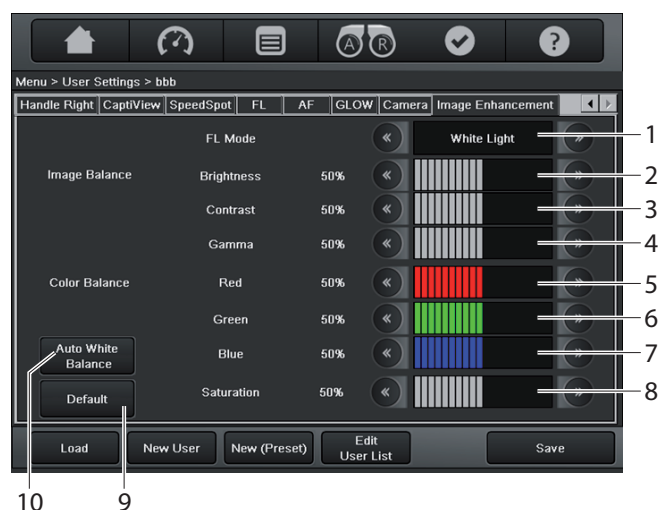 A R ?
Menu > User Settings > bbb
Handle Right CaptiView SpeedSpot FL AF GLOW Camera Image Enhancement
FL Mode « White Light » 1
Image Balance Brightness 50% « » 2
Contrast 50% « » 3
Gamma 50% « » 4
Color Balance Red 50% « » 5
Green 50% « » 6
Auto White Balance Blue 50% « » 7
Default Saturation 50% « » 8
Load New User New (Preset) Edit User List Save
10 9